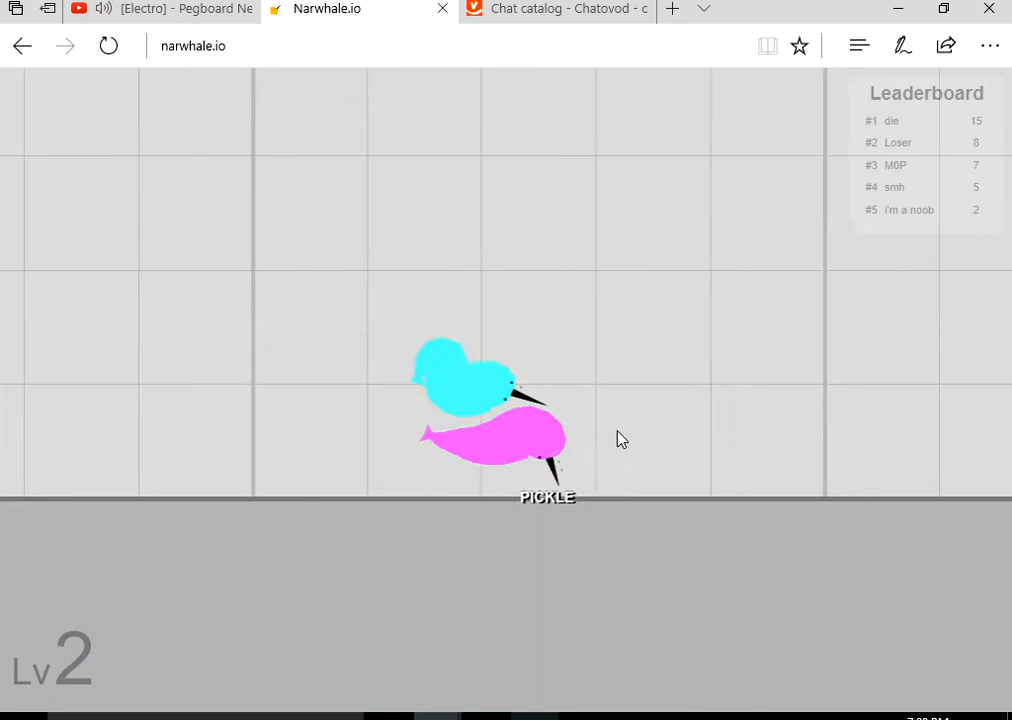 [Electro] - Pegboard Ne
Narwhale.io
Chat catalog - Chatovod - c
narwhale.io
Leaderboard
#1 die 15
#2 Loser 8
#3 M0P 7
#4 smh 5
#5 i'm a noob 2
PICKLE
Lv2